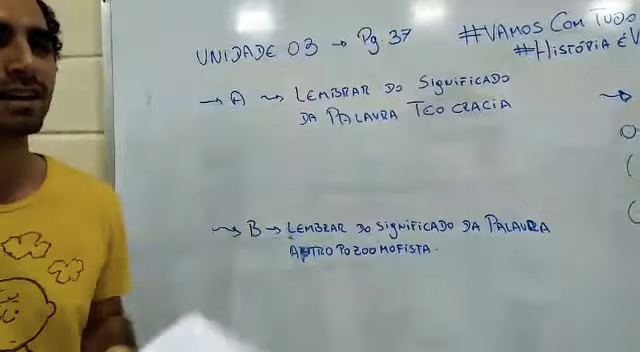 UNIDADE 03 → Pg. 37
#VAMOS COM TUDO
#HISTÓRIA É
→ A ⇝ LEMBRAR DO SIGNIFICADO
DA PALAVRA TEOCRACIA
⇝ B → LEMBRAR DO SIGNIFICADO DA PALAVRA
ANTROPOZOOMOFISTA.